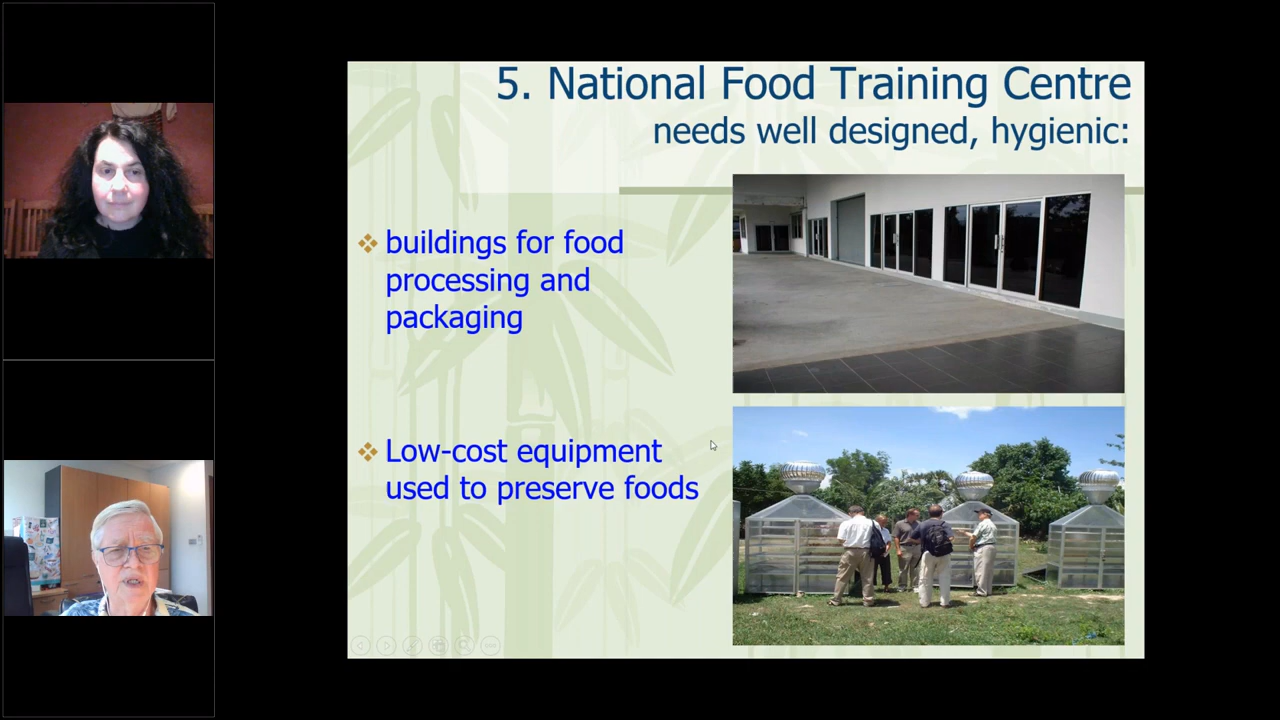 5. National Food Training Centre
needs well designed, hygienic:
buildings for food
processing and
packaging
Low-cost equipment
used to preserve foods